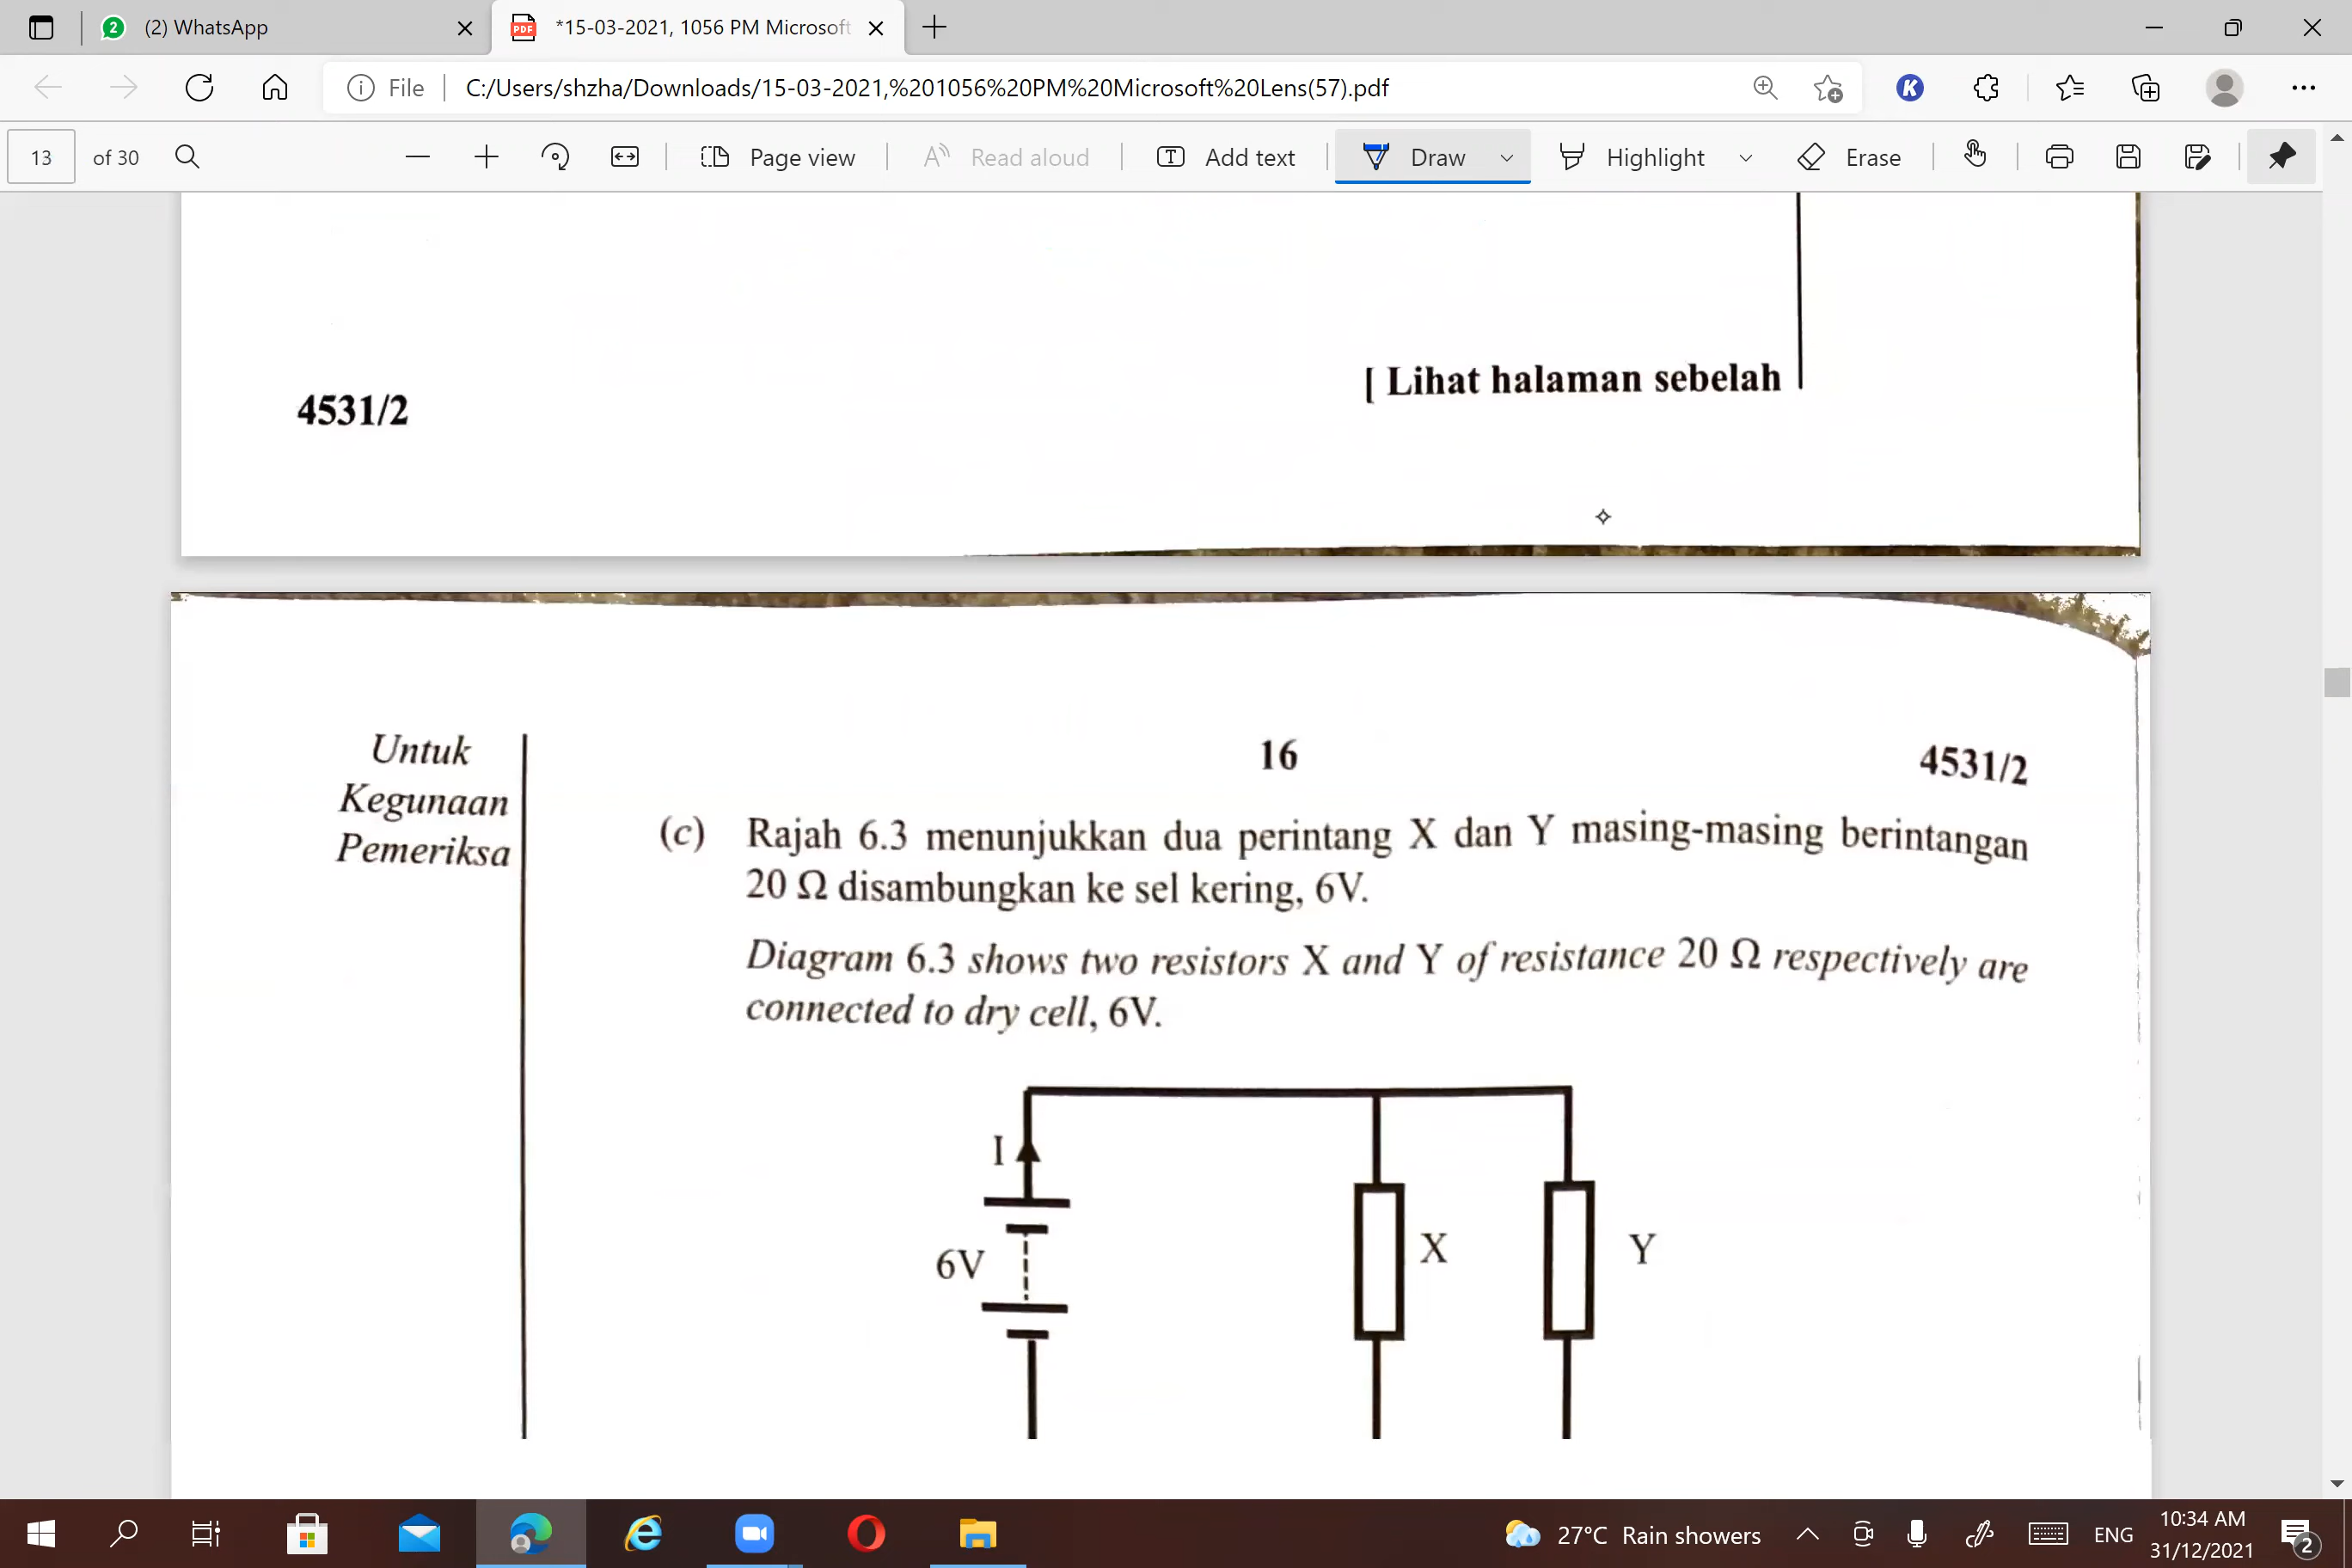 (2) WhatsApp
*15-03-2021, 1056 PM Microsoft
File
C:/Users/shzha/Downloads/15-03-2021,%201056%20PM%20Microsoft%20Lens(57).pdf
13 of 30
Page view
Read aloud
Add text
Draw
Highlight
Erase
[ Lihat halaman sebelah
4531/2
Untuk
Kegunaan
Pemeriksa
16
4531/2
(c) Rajah 6.3 menunjukkan dua perintang X dan Y masing-masing berintangan
20 Ω disambungkan ke sel kering, 6V.
Diagram 6.3 shows two resistors X and Y of resistance 20 Ω respectively are
connected to dry cell, 6V.
I
6V
X
Y
27°C Rain showers
ENG
10:34 AM
31/12/2021
2